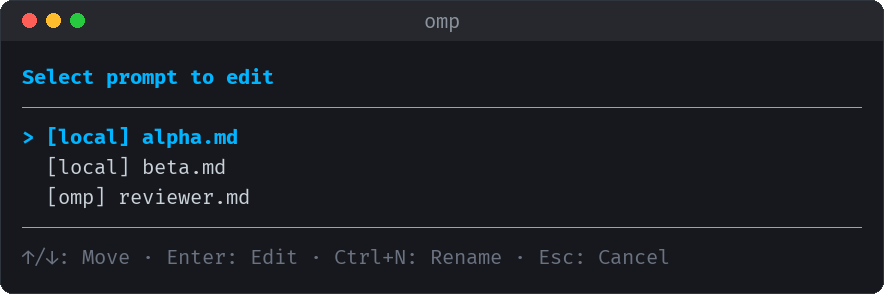 omp
Select prompt to edit
> [local] alpha.md
[local] beta.md
[omp] reviewer.md
↑/↓: Move · Enter: Edit · Ctrl+N: Rename · Esc: Cancel